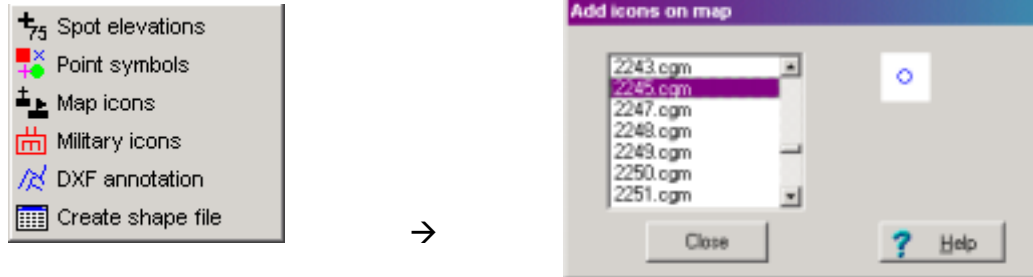 75 Spot elevations
Point symbols
Map icons
Military icons
DXF annotation
Create shape file
→
Add icons on map
2243.cgm
2245.cgm
2247.cgm
2248.cgm
2249.cgm
2250.cgm
2251.cgm
Close
? Help